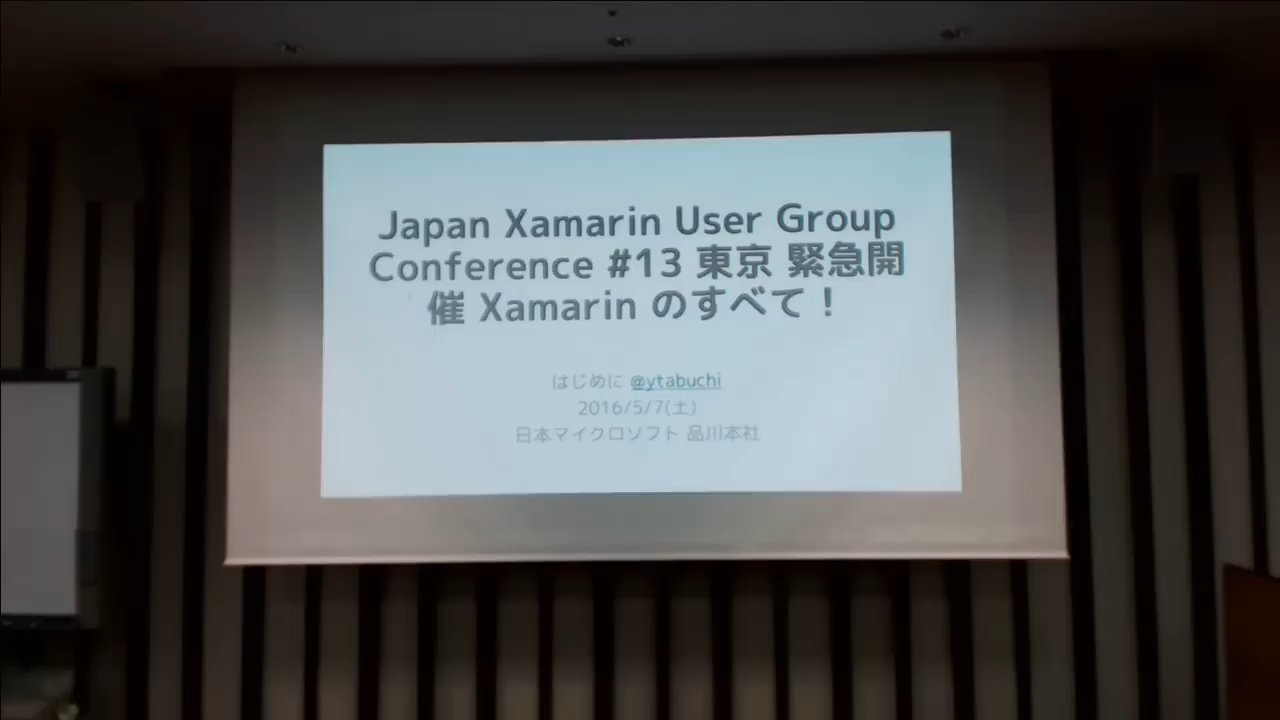 Japan Xamarin User Group
Conference #13 東京 緊急開
催 Xamarin のすべて！
はじめに @ytabuchi
2016/5/7(土)
日本マイクロソフト 品川本社